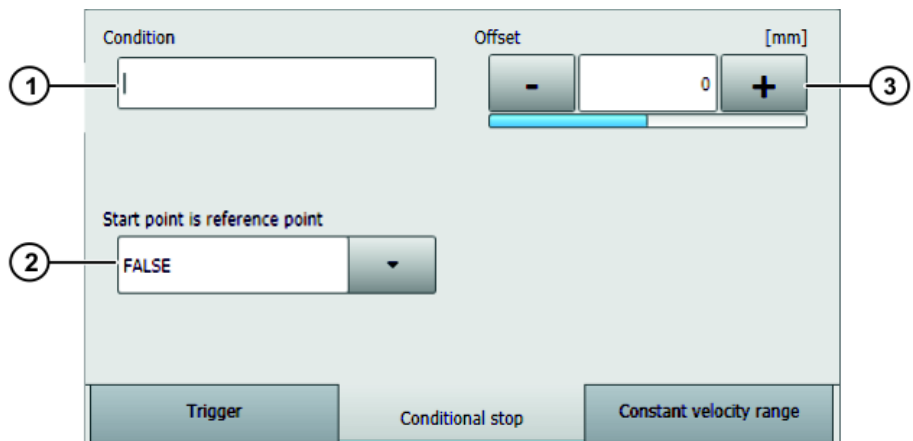 Condition
Offset [mm]
1
- 0 + 3
Start point is reference point
2
FALSE
Trigger Conditional stop Constant velocity range